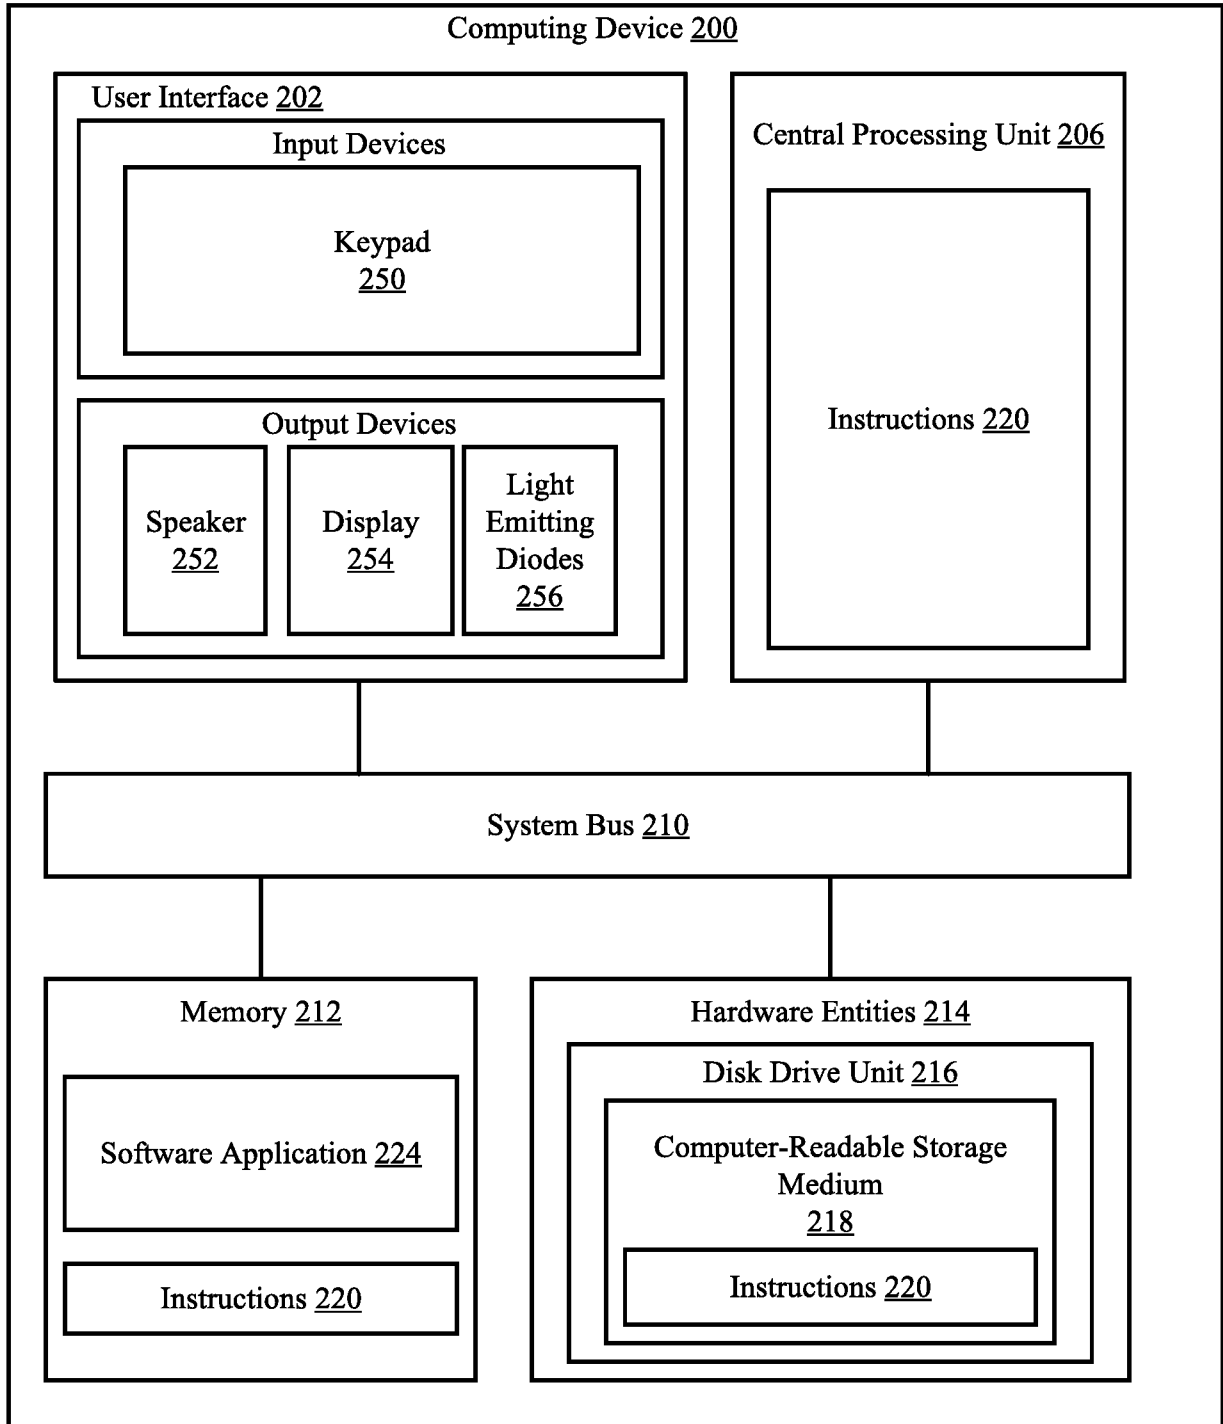 Computing Device 200
User Interface 202
Input Devices
Keypad
250
Output Devices
Speaker
252
Display
254
Light
Emitting
Diodes
256
Central Processing Unit 206
Instructions 220
System Bus 210
Memory 212
Software Application 224
Instructions 220
Hardware Entities 214
Disk Drive Unit 216
Computer-Readable Storage
Medium
218
Instructions 220